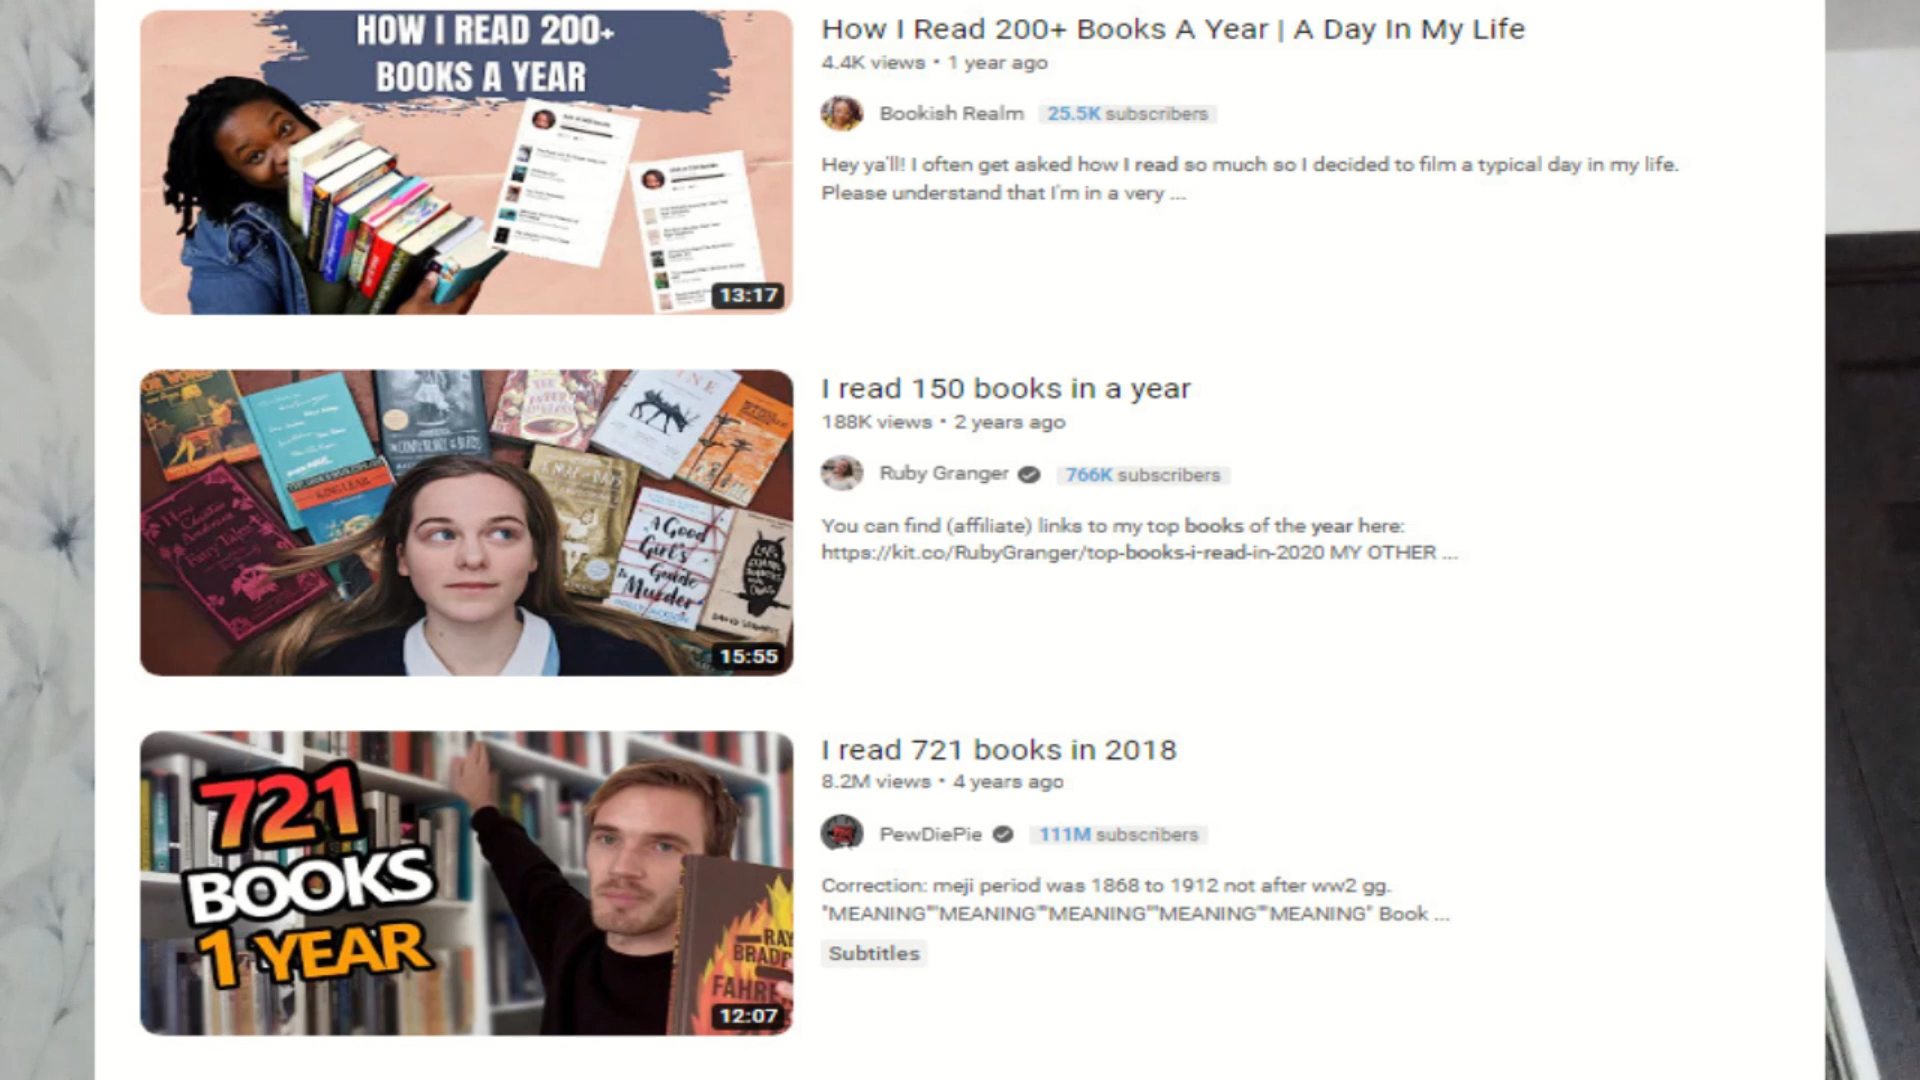 HOW I READ 200+
BOOKS A YEAR
13:17
How I Read 200+ Books A Year | A Day In My Life
4.4K views • 1 year ago
Bookish Realm 25.5K subscribers
Hey ya'll! I often get asked how I read so much so I decided to film a typical day in my life.
Please understand that I'm in a very ...
KING LEAR
A Good
Girl's
Guide
to
Murder
HOLLY JACKSON
15:55
I read 150 books in a year
188K views • 2 years ago
Ruby Granger 766K subscribers
You can find (affiliate) links to my top books of the year here:
https://kit.co/RubyGranger/top-books-i-read-in-2020 MY OTHER ...
721
BOOKS
1 YEAR
RAY
BRADB
FAHRE
12:07
I read 721 books in 2018
8.2M views • 4 years ago
PewDiePie 111M subscribers
Correction: meji period was 1868 to 1912 not after ww2 gg.
"MEANING""MEANING""MEANING""MEANING""MEANING" Book ...
Subtitles